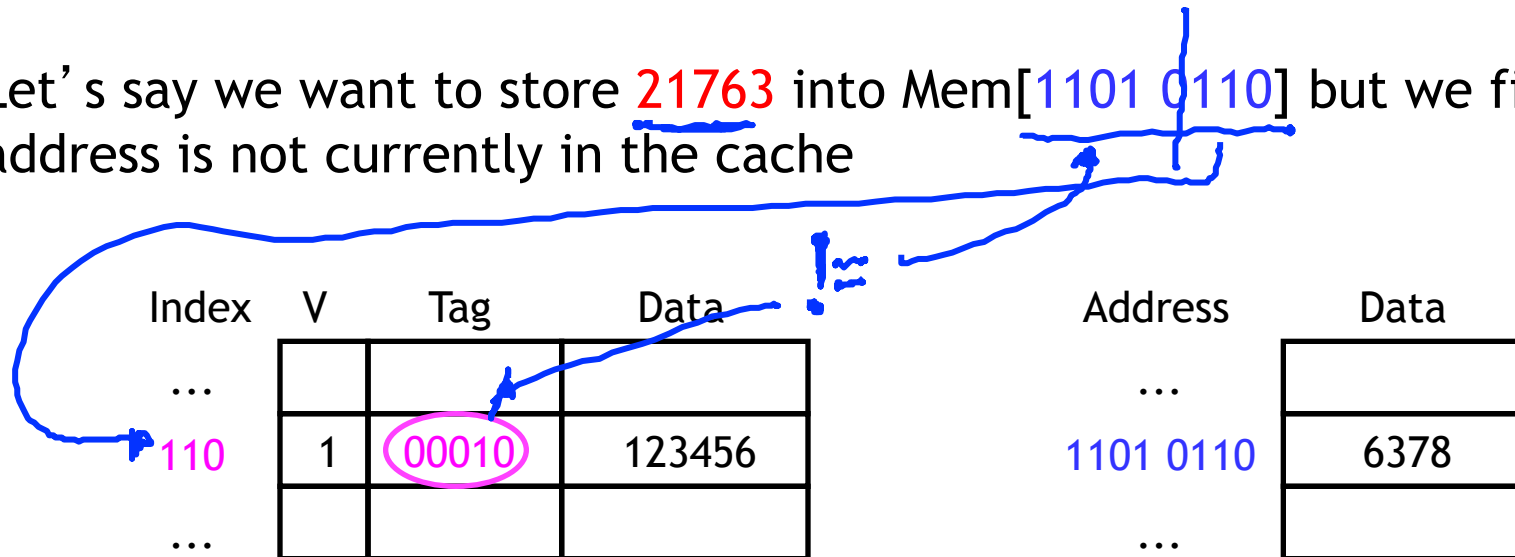 Let's say we want to store 21763 into Mem[1101 0110] but we fi
address is not currently in the cache
!=
Index V Tag Data Address Data
... ...
110 1 00010 123456 1101 0110 6378
... ...